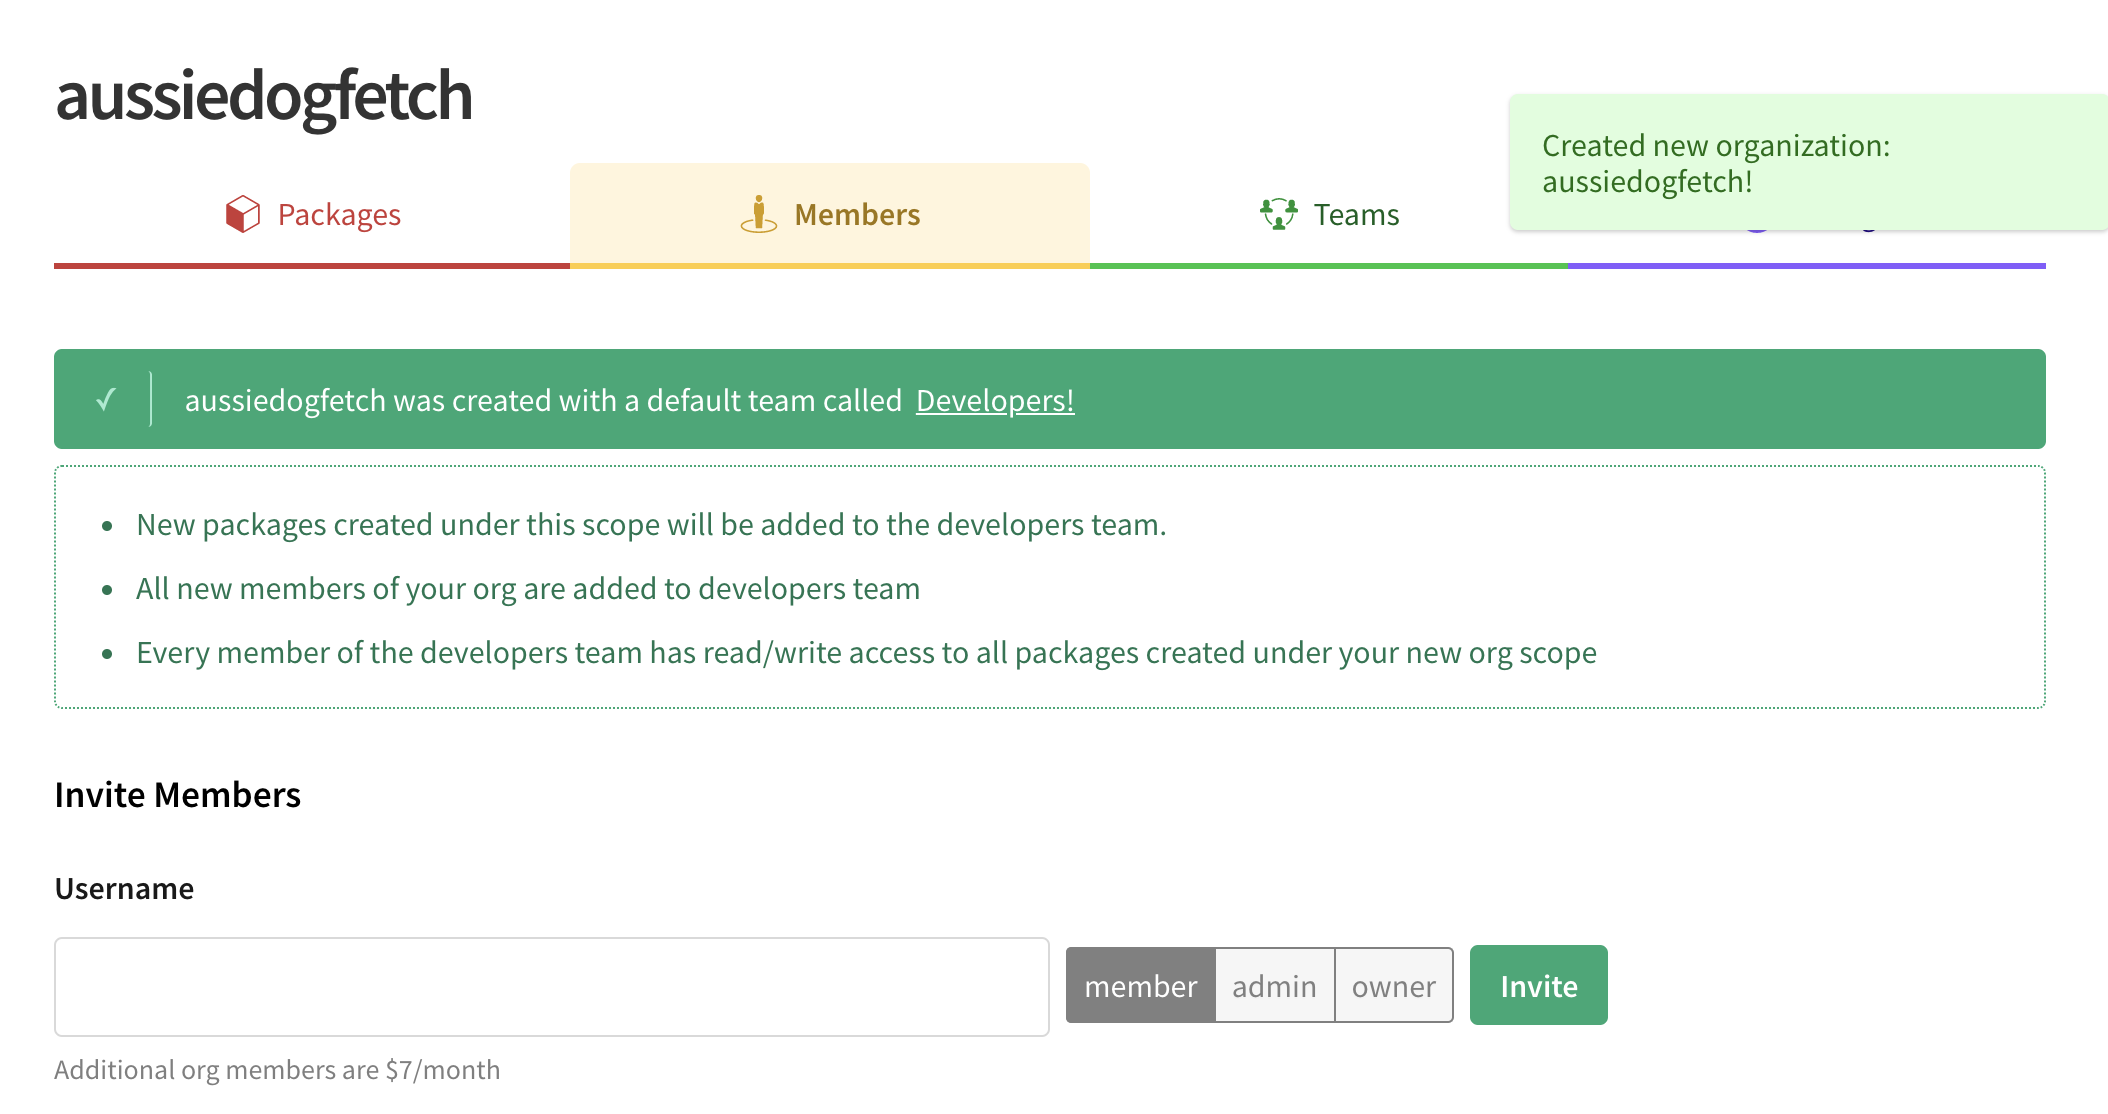 aussiedogfetch
Created new organization:
aussiedogfetch!
Packages
Members
Teams
aussiedogfetch was created with a default team called Developers!
New packages created under this scope will be added to the developers team.
All new members of your org are added to developers team
Every member of the developers team has read/write access to all packages created under your new org scope
Invite Members
Username
member admin owner Invite
Additional org members are $7/month